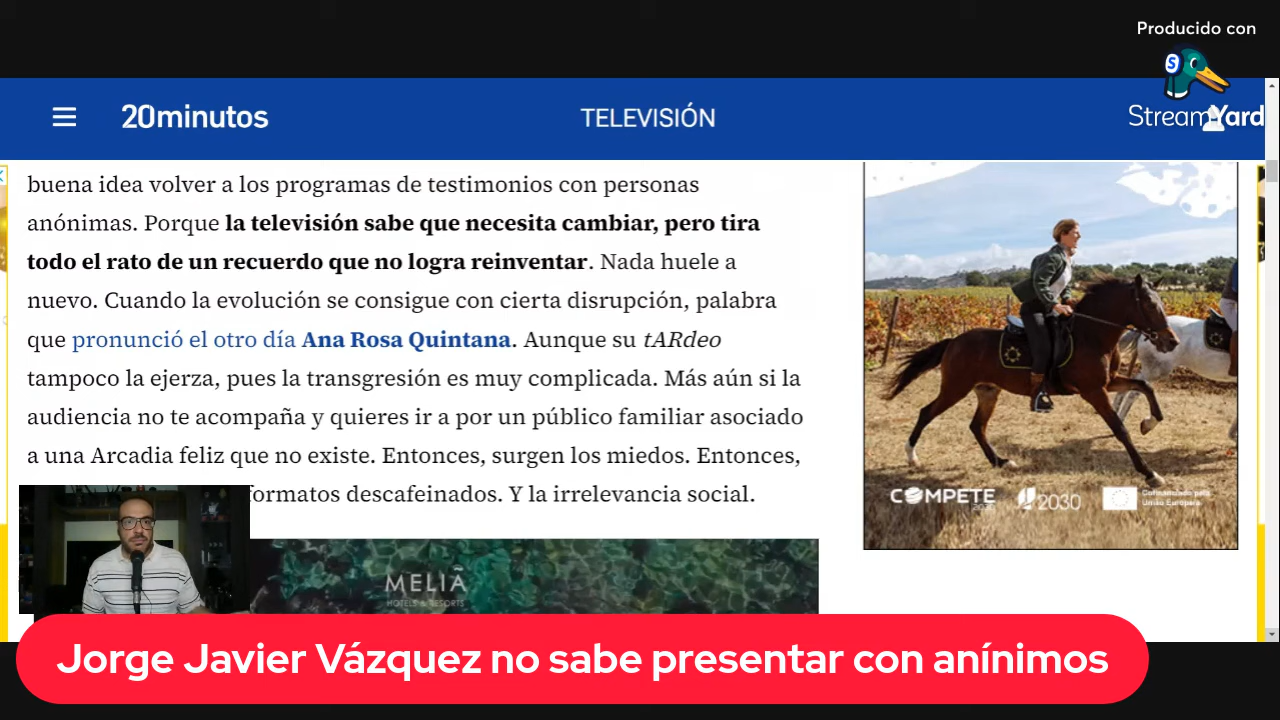 Producido con
S
StreamYard
20minutos
TELEVISIÓN
buena idea volver a los programas de testimonios con personas
anónimas. Porque la televisión sabe que necesita cambiar, pero tira
todo el rato de un recuerdo que no logra reinventar. Nada huele a
nuevo. Cuando la evolución se consigue con cierta disrupción, palabra
que pronunció el otro día Ana Rosa Quintana. Aunque su tARdeo
tampoco la ejerza, pues la transgresión es muy complicada. Más aún si la
audiencia no te acompaña y quieres ir a por un público familiar asociado
a una Arcadia feliz que no existe. Entonces, surgen los miedos. Entonces,
formatos descafeinados. Y la irrelevancia social.
COMPETE
2030
Cofinanciado pela
União Europeia
MELIÃ
HOTELS & RESORTS
Jorge Javier Vázquez no sabe presentar con anínimos